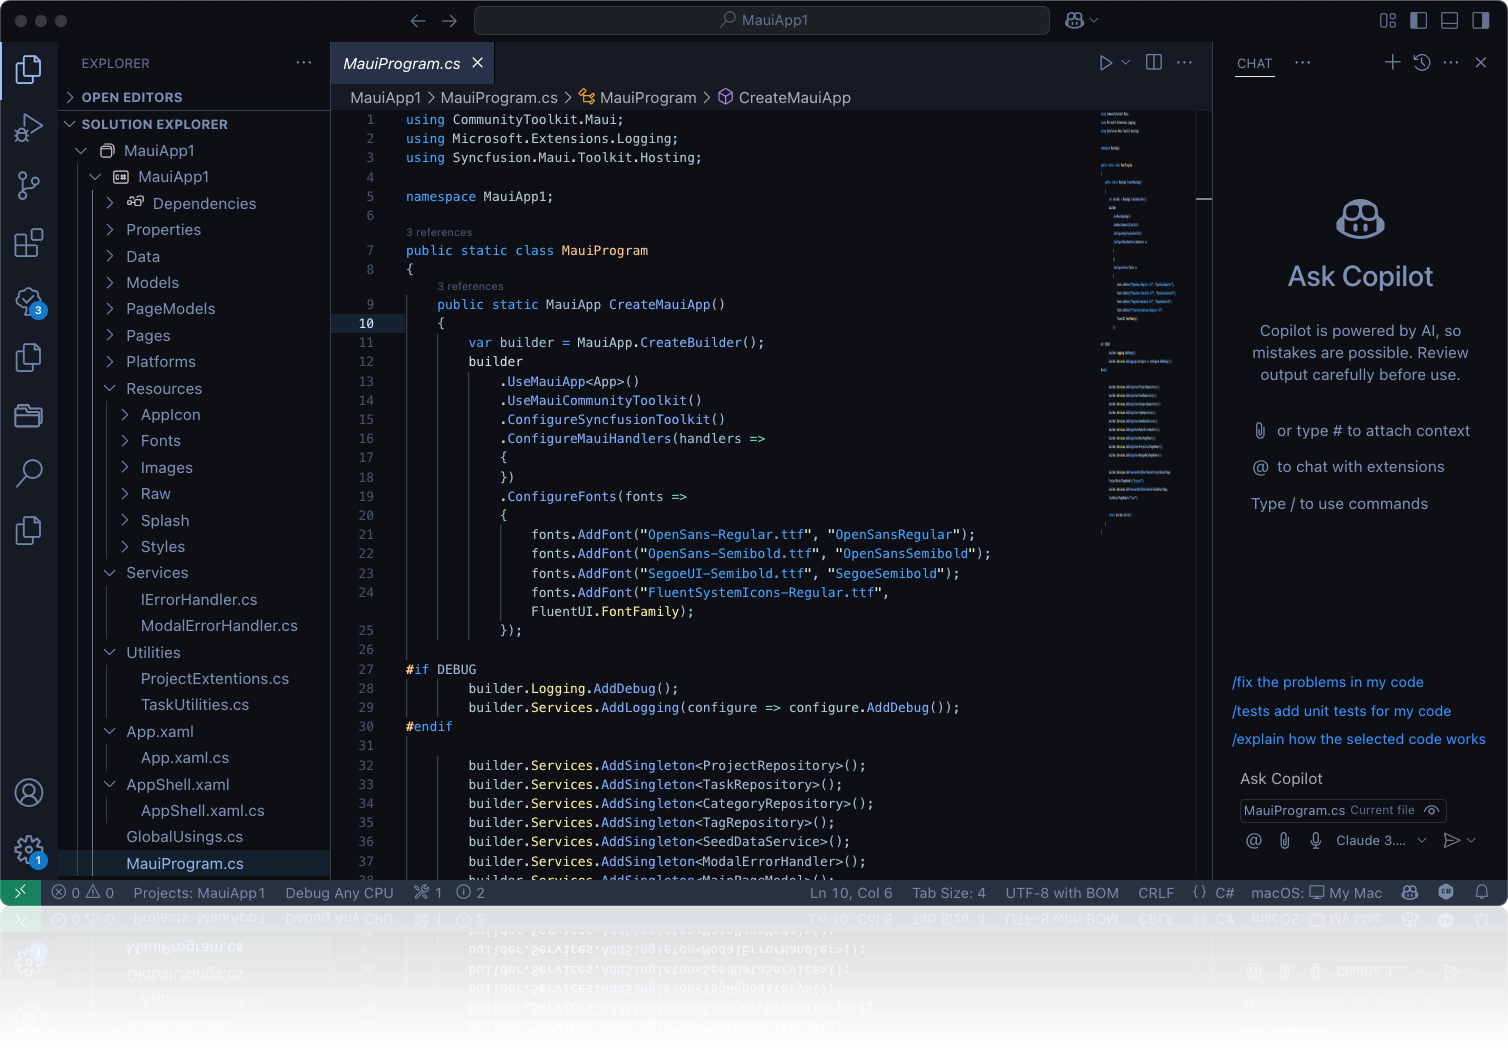 MauiApp1
EXPLORER
OPEN EDITORS
SOLUTION EXPLORER
MauiApp1
C# MauiApp1
Dependencies
Properties
Data
Models
PageModels
Pages
Platforms
Resources
AppIcon
Fonts
Images
Raw
Splash
Styles
Services
IErrorHandler.cs
ModalErrorHandler.cs
Utilities
ProjectExtentions.cs
TaskUtilities.cs
App.xaml
App.xaml.cs
AppShell.xaml
AppShell.xaml.cs
GlobalUsings.cs
MauiProgram.cs
3
1
MauiProgram.cs
MauiApp1 > MauiProgram.cs > MauiProgram > CreateMauiApp
1 using CommunityToolkit.Maui;
2 using Microsoft.Extensions.Logging;
3 using Syncfusion.Maui.Toolkit.Hosting;
4
5 namespace MauiApp1;
6
3 references
7 public static class MauiProgram
8 {
3 references
9 public static MauiApp CreateMauiApp()
10 {
11 var builder = MauiApp.CreateBuilder();
12 builder
13 .UseMauiApp<App>()
14 .UseMauiCommunityToolkit()
15 .ConfigureSyncfusionToolkit()
16 .ConfigureMauiHandlers(handlers =>
17 {
18 })
19 .ConfigureFonts(fonts =>
20 {
21 fonts.AddFont("OpenSans-Regular.ttf", "OpenSansRegular");
22 fonts.AddFont("OpenSans-Semibold.ttf", "OpenSansSemibold");
23 fonts.AddFont("SegoeUI-Semibold.ttf", "SegoeSemibold");
24 fonts.AddFont("FluentSystemIcons-Regular.ttf",
FluentUI.FontFamily);
25 });
26
27 #if DEBUG
28 builder.Logging.AddDebug();
29 builder.Services.AddLogging(configure => configure.AddDebug());
30 #endif
31
32 builder.Services.AddSingleton<ProjectRepository>();
33 builder.Services.AddSingleton<TaskRepository>();
34 builder.Services.AddSingleton<CategoryRepository>();
35 builder.Services.AddSingleton<TagRepository>();
36 builder.Services.AddSingleton<SeedDataService>();
37 builder.Services.AddSingleton<ModalErrorHandler>();
38 builder.Services.AddSingleton<MainPageModel>();
CHAT
Ask Copilot
Copilot is powered by AI, so
mistakes are possible. Review
output carefully before use.
or type # to attach context
@ to chat with extensions
Type / to use commands
/fix the problems in my code
/tests add unit tests for my code
/explain how the selected code works
Ask Copilot
MauiProgram.cs Current file
@ Claude 3....
0 0 Projects: MauiApp1 Debug Any CPU 1 2 Ln 10, Col 6 Tab Size: 4 UTF-8 with BOM CRLF {} C# macOS: My Mac